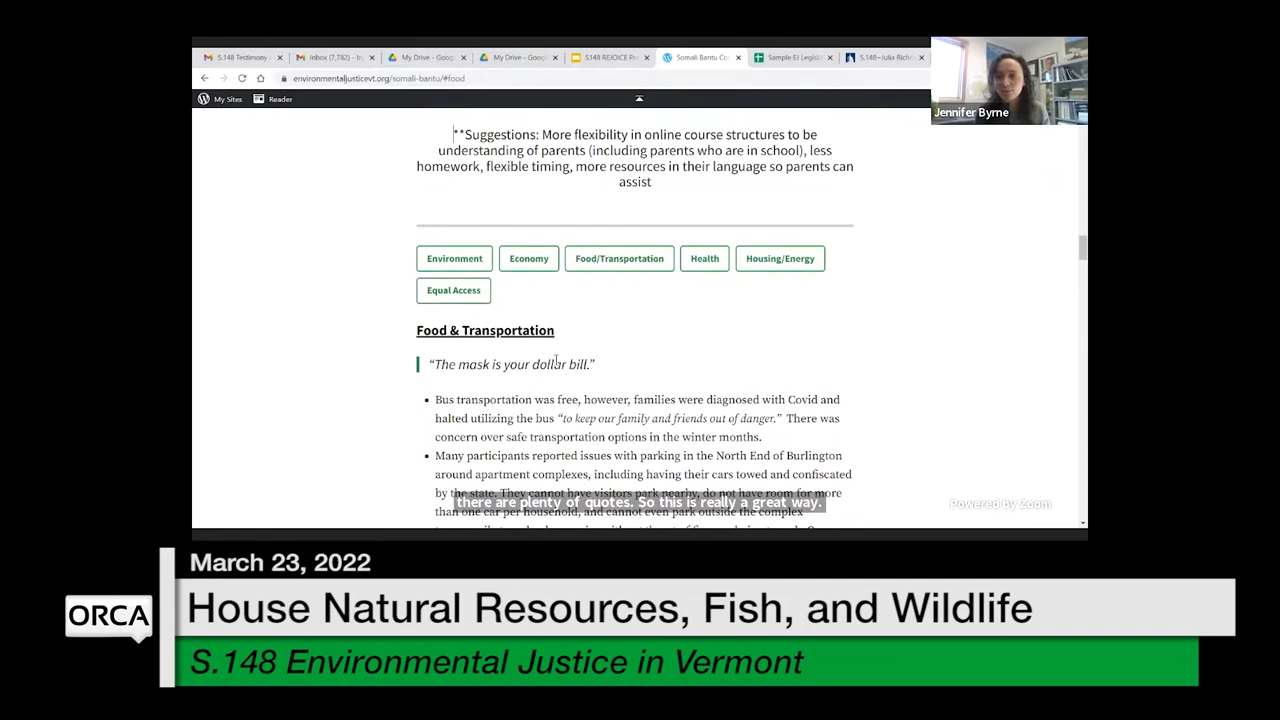 S.148 Testimony
Inbox (7,782) - b
My Drive - Goog
My Drive - Goog
S.148 REJOICE Pr
Somali Bantu Co
Sample EJ Legisl
S.148~Julia Rich
environmentaljusticevt.org/somali-bantu/#food
My Sites
Reader
Jennifer Byrne
**Suggestions: More flexibility in online course structures to be
understanding of parents (including parents who are in school), less
homework, flexible timing, more resources in their language so parents can
assist
Environment
Economy
Food/Transportation
Health
Housing/Energy
Equal Access
Food & Transportation
“The mask is your dollar bill.”
Bus transportation was free, however, families were diagnosed with Covid and
halted utilizing the bus “to keep our family and friends out of danger.” There was
concern over safe transportation options in the winter months.
Many participants reported issues with parking in the North End of Burlington
around apartment complexes, including having their cars towed and confiscated
by the state. They cannot have visitors park nearby, do not have room for more
there are plenty of quotes. So this is really a great way.
than one car per household, and cannot even park outside the complex
Powered by Zoom
March 23, 2022
ORCA
House Natural Resources, Fish, and Wildlife
S.148 Environmental Justice in Vermont